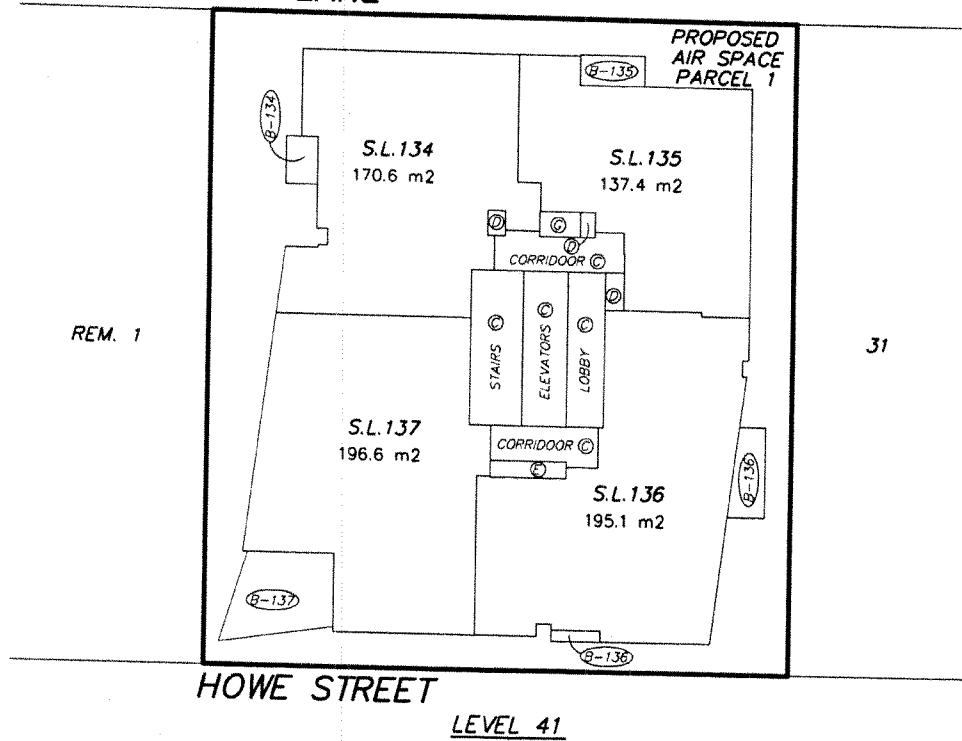 PROPOSED
AIR SPACE
PARCEL 1
B-135
B-134
S.L.134
170.6 m2
S.L.135
137.4 m2
D
G
D
CORRIDOOR C
D
REM. 1
31
STAIRS C
ELEVATORS C
LOBBY C
S.L.137
196.6 m2
CORRIDOOR C
E
S.L.136
195.1 m2
B-136
B-137
B-136
HOWE STREET
LEVEL 41